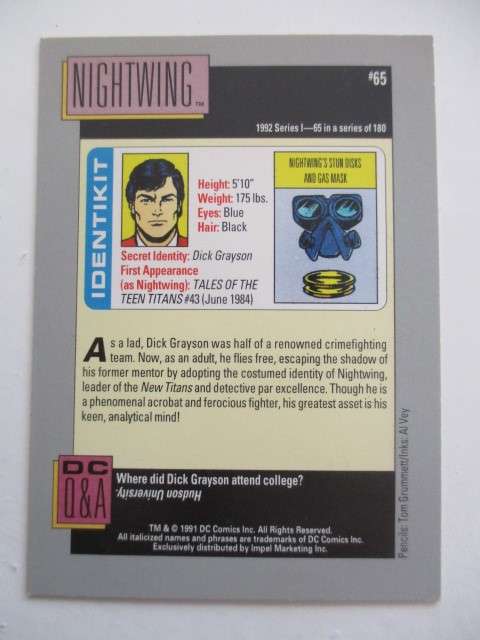 NIGHTWING™
#65
1992 Series I—65 in a series of 180
IDENTIKIT
Height: 5'10"
Weight: 175 lbs.
Eyes: Blue
Hair: Black
Secret Identity: Dick Grayson
First Appearance
(as Nightwing): TALES OF THE
TEEN TITANS #43 (June 1984)
NIGHTWING'S STUN DISKS
AND GAS MASK
As a lad, Dick Grayson was half of a renowned crimefighting
team. Now, as an adult, he flies free, escaping the shadow of
his former mentor by adopting the costumed identity of Nightwing,
leader of the New Titans and detective par excellence. Though he is
a phenomenal acrobat and ferocious fighter, his greatest asset is his
keen, analytical mind!
Pencils: Tom Grummett/Inks: Al Vey
DC
Q&A
Where did Dick Grayson attend college?
Hudson University.
TM & © 1991 DC Comics Inc. All Rights Reserved.
All italicized names and phrases are trademarks of DC Comics Inc.
Exclusively distributed by Impel Marketing Inc.